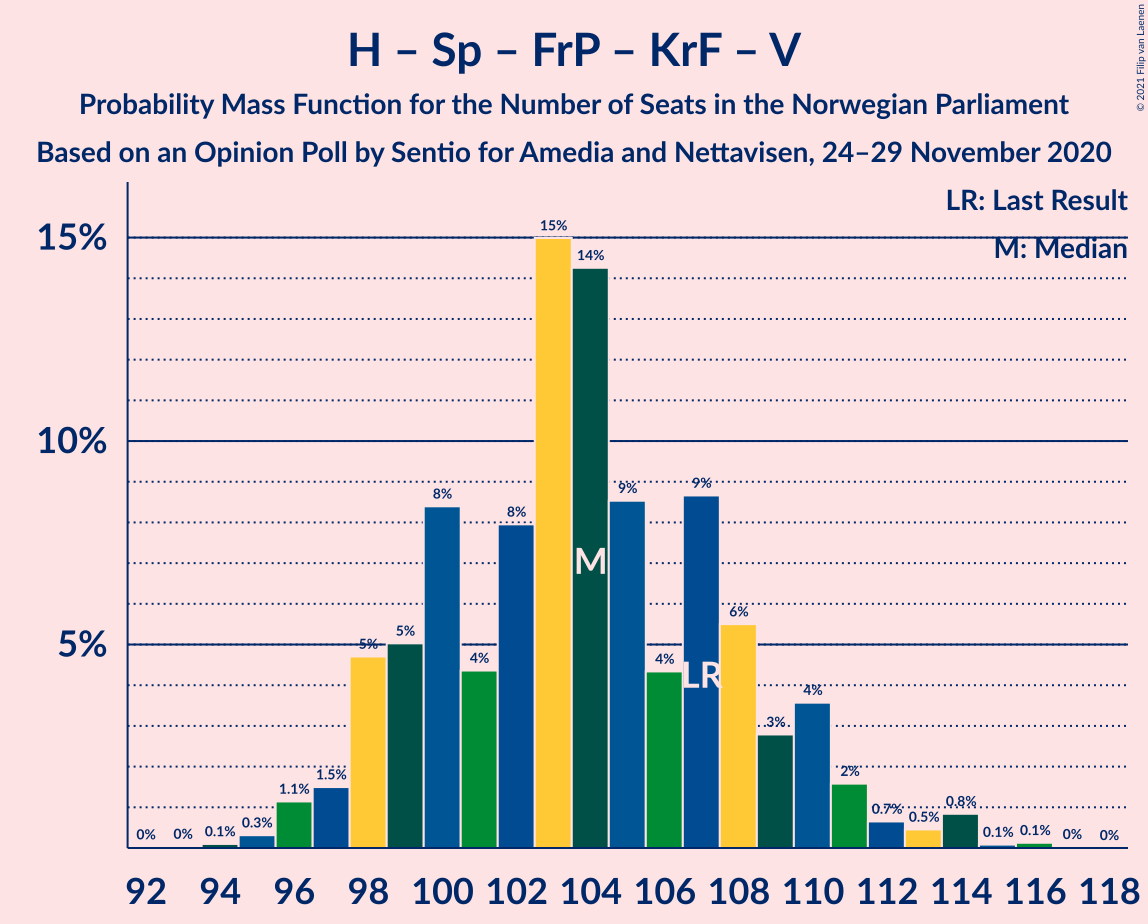 H – Sp – FrP – KrF – V
Probability Mass Function for the Number of Seats in the Norwegian Parliament
Based on an Opinion Poll by Sentio for Amedia and Nettavisen, 24–29 November 2020
© 2021 Filip van Laenen
LR: Last Result
M: Median
15%
10%
5%
0% 0% 0.1% 0.3% 1.1% 1.5% 5% 5% 8% 4% 8% 15% 14% 9% 4% 9% 6% 3% 4% 2% 0.7% 0.5% 0.8% 0.1% 0.1% 0% 0%
M
LR
92 94 96 98 100 102 104 106 108 110 112 114 116 118